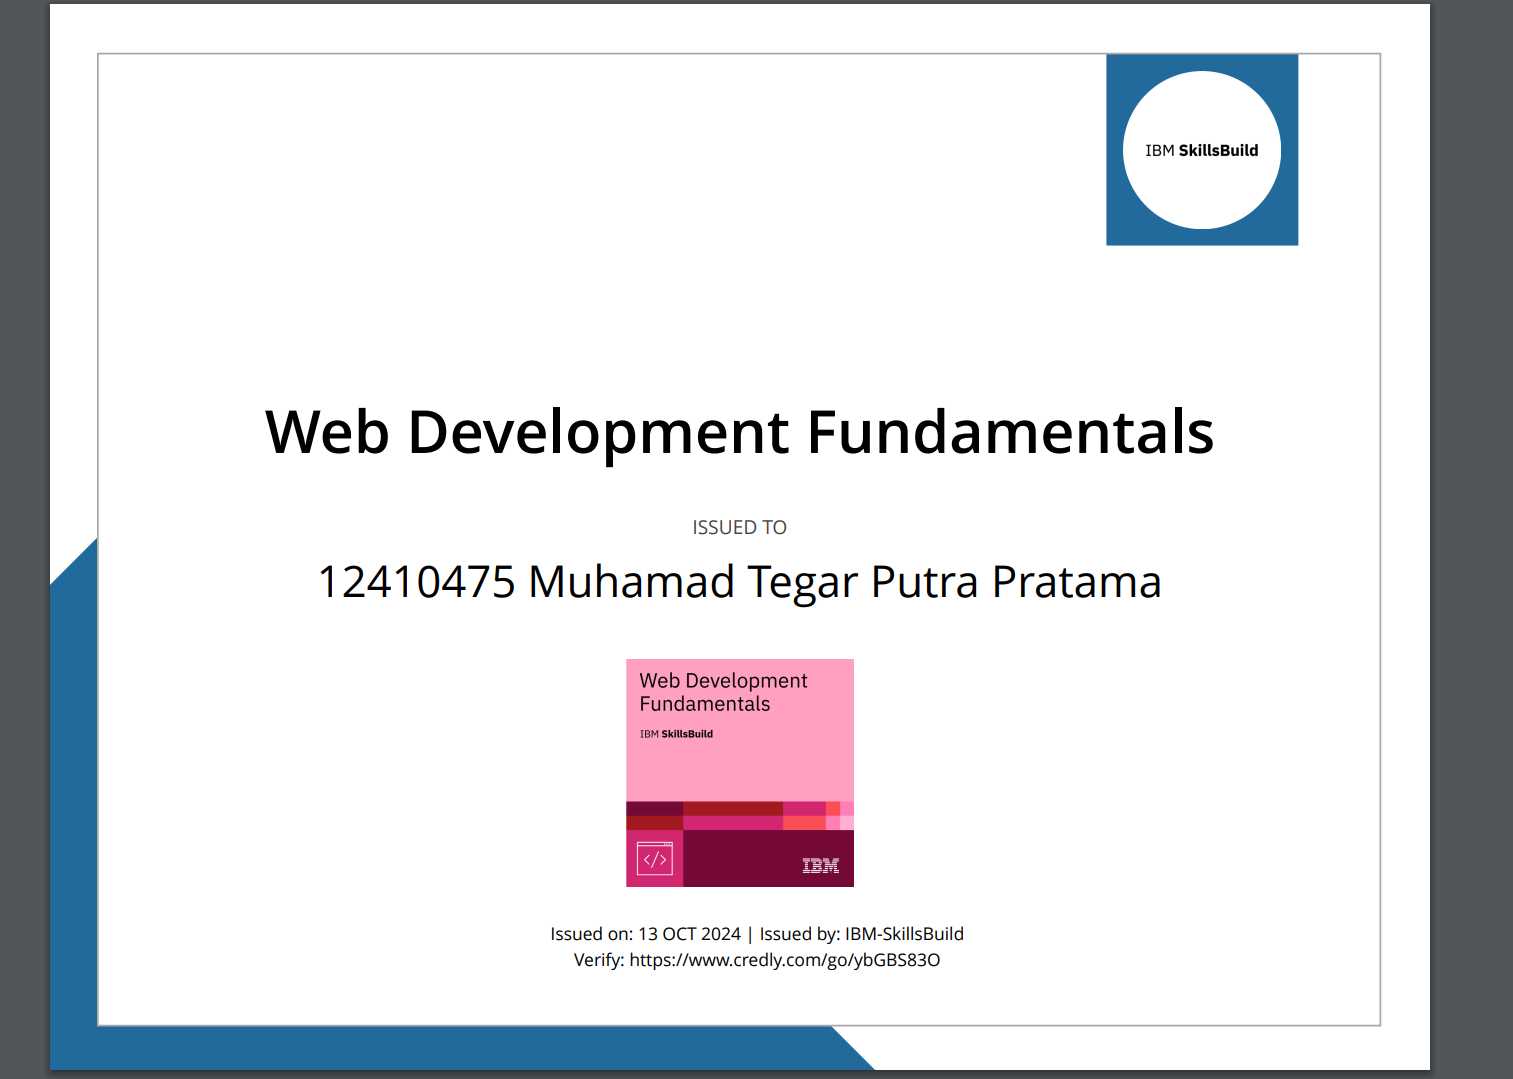 IBM SkillsBuild
Web Development Fundamentals
ISSUED TO
12410475 Muhamad Tegar Putra Pratama
Web Development
Fundamentals
IBM SkillsBuild
</>
IBM
Issued on: 13 OCT 2024 | Issued by: IBM-SkillsBuild
Verify: https://www.credly.com/go/ybGBS83O